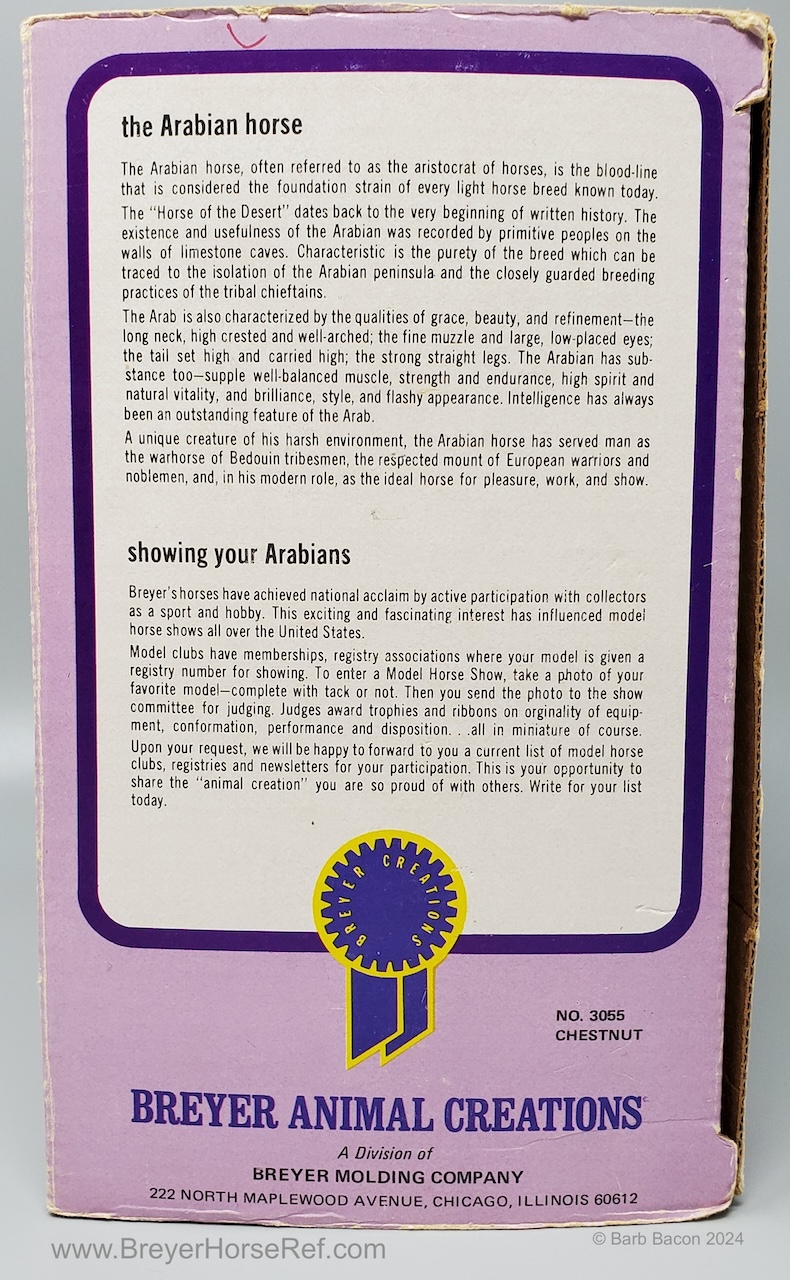 the Arabian horse
The Arabian horse, often referred to as the aristocrat of horses, is the blood-line
that is considered the foundation strain of every light horse breed known today.
The “Horse of the Desert” dates back to the very beginning of written history. The
existence and usefulness of the Arabian was recorded by primitive peoples on the
walls of limestone caves. Characteristic is the purety of the breed which can be
traced to the isolation of the Arabian peninsula and the closely guarded breeding
practices of the tribal chieftains.
The Arab is also characterized by the qualities of grace, beauty, and refinement—the
long neck, high crested and well-arched; the fine muzzle and large, low-placed eyes;
the tail set high and carried high; the strong straight legs. The Arabian has sub-
stance too—supple well-balanced muscle, strength and endurance, high spirit and
natural vitality, and brilliance, style, and flashy appearance. Intelligence has always
been an outstanding feature of the Arab.
A unique creature of his harsh environment, the Arabian horse has served man as
the warhorse of Bedouin tribesmen, the respected mount of European warriors and
noblemen, and, in his modern role, as the ideal horse for pleasure, work, and show.
showing your Arabians
Breyer's horses have achieved national acclaim by active participation with collectors
as a sport and hobby. This exciting and fascinating interest has influenced model
horse shows all over the United States.
Model clubs have memberships, registry associations where your model is given a
registry number for showing. To enter a Model Horse Show, take a photo of your
favorite model—complete with tack or not. Then you send the photo to the show
committee for judging. Judges award trophies and ribbons on orginality of equip-
ment, conformation, performance and disposition. . .all in miniature of course.
Upon your request, we will be happy to forward to you a current list of model horse
clubs, registries and newsletters for your participation. This is your opportunity to
share the “animal creation” you are so proud of with others. Write for your list
today.
BREYER CREATIONS
NO. 3055
CHESTNUT
BREYER ANIMAL CREATIONS
A Division of
BREYER MOLDING COMPANY
222 NORTH MAPLEWOOD AVENUE, CHICAGO, ILLINOIS 60612
www.BreyerHorseRef.com
© Barb Bacon 2024